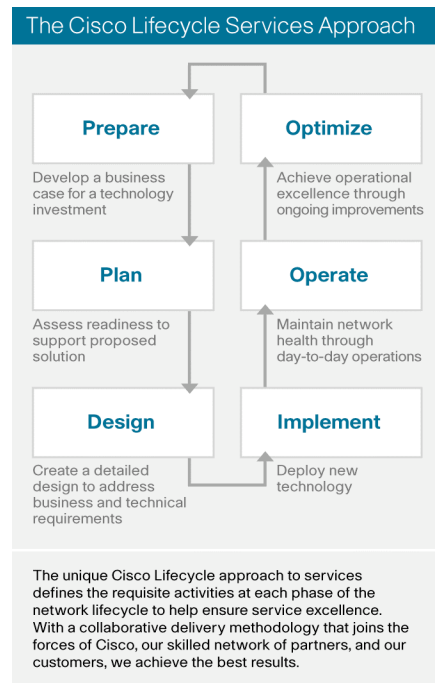 The Cisco Lifecycle Services Approach
Prepare
Develop a business
case for a technology
investment
Plan
Assess readiness to
support proposed
solution
Design
Create a detailed
design to address
business and technical
requirements
Implement
Deploy new
technology
Operate
Maintain network
health through
day-to-day operations
Optimize
Achieve operational
excellence through
ongoing improvements
The unique Cisco Lifecycle approach to services
defines the requisite activities at each phase of the
network lifecycle to help ensure service excellence.
With a collaborative delivery methodology that joins the
forces of Cisco, our skilled network of partners, and our
customers, we achieve the best results.